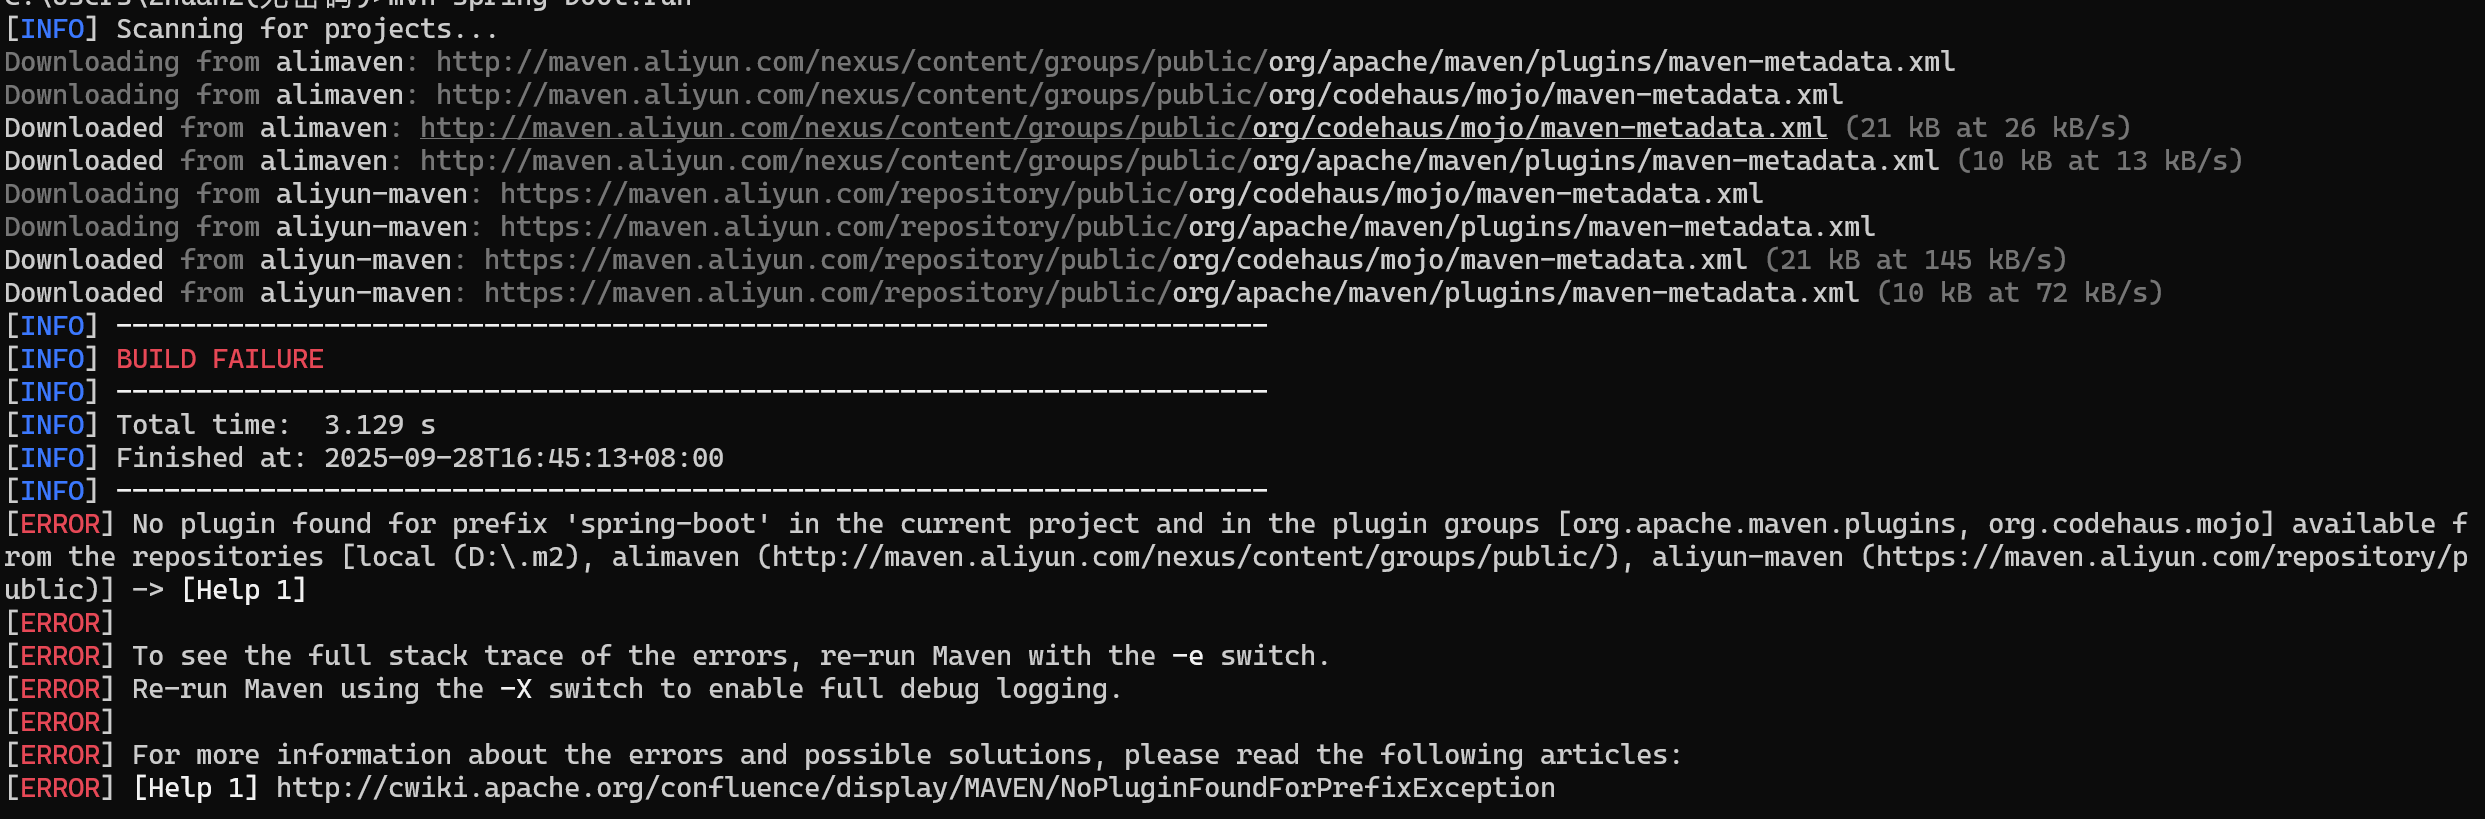 [INFO] Scanning for projects...
Downloading from alimaven: http://maven.aliyun.com/nexus/content/groups/public/org/apache/maven/plugins/maven-metadata.xml
Downloading from alimaven: http://maven.aliyun.com/nexus/content/groups/public/org/codehaus/mojo/maven-metadata.xml
Downloaded from alimaven: http://maven.aliyun.com/nexus/content/groups/public/org/codehaus/mojo/maven-metadata.xml (21 kB at 26 kB/s)
Downloaded from alimaven: http://maven.aliyun.com/nexus/content/groups/public/org/apache/maven/plugins/maven-metadata.xml (10 kB at 13 kB/s)
Downloading from aliyun-maven: https://maven.aliyun.com/repository/public/org/codehaus/mojo/maven-metadata.xml
Downloading from aliyun-maven: https://maven.aliyun.com/repository/public/org/apache/maven/plugins/maven-metadata.xml
Downloaded from aliyun-maven: https://maven.aliyun.com/repository/public/org/codehaus/mojo/maven-metadata.xml (21 kB at 145 kB/s)
Downloaded from aliyun-maven: https://maven.aliyun.com/repository/public/org/apache/maven/plugins/maven-metadata.xml (10 kB at 72 kB/s)
[INFO] ------------------------------------------------------------------------
[INFO] BUILD FAILURE
[INFO] ------------------------------------------------------------------------
[INFO] Total time:  3.129 s
[INFO] Finished at: 2025-09-28T16:45:13+08:00
[INFO] ------------------------------------------------------------------------
[ERROR] No plugin found for prefix 'spring-boot' in the current project and in the plugin groups [org.apache.maven.plugins, org.codehaus.mojo] available f
rom the repositories [local (D:\.m2), alimaven (http://maven.aliyun.com/nexus/content/groups/public/), aliyun-maven (https://maven.aliyun.com/repository/p
ublic)] -> [Help 1]
[ERROR]
[ERROR] To see the full stack trace of the errors, re-run Maven with the -e switch.
[ERROR] Re-run Maven using the -X switch to enable full debug logging.
[ERROR]
[ERROR] For more information about the errors and possible solutions, please read the following articles:
[ERROR] [Help 1] http://cwiki.apache.org/confluence/display/MAVEN/NoPluginFoundForPrefixException